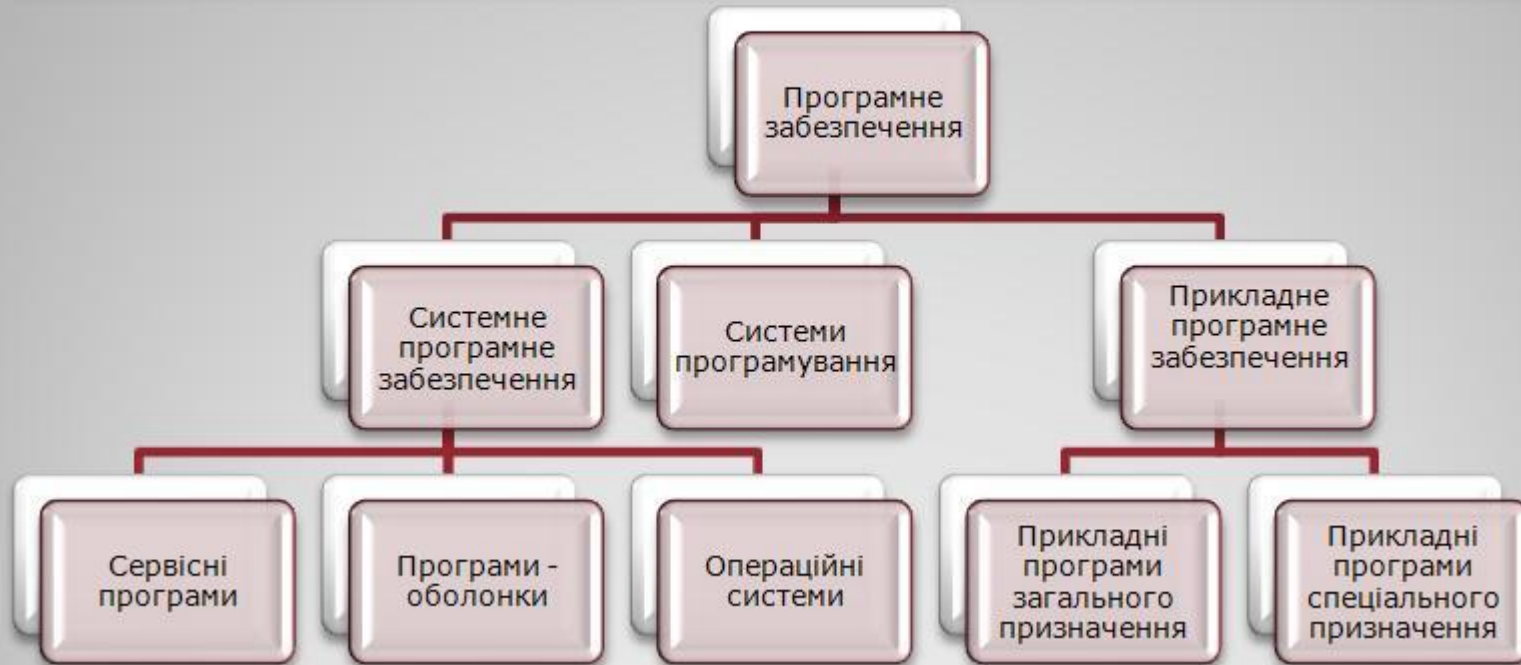 Програмне
забезпечення
Системне
програмне
забезпечення
Системи
програмування
Прикладне
програмне
забезпечення
Сервісні
програми
Програми -
оболонки
Операційні
системи
Прикладні
програми
загального
призначення
Прикладні
програми
спеціального
призначення